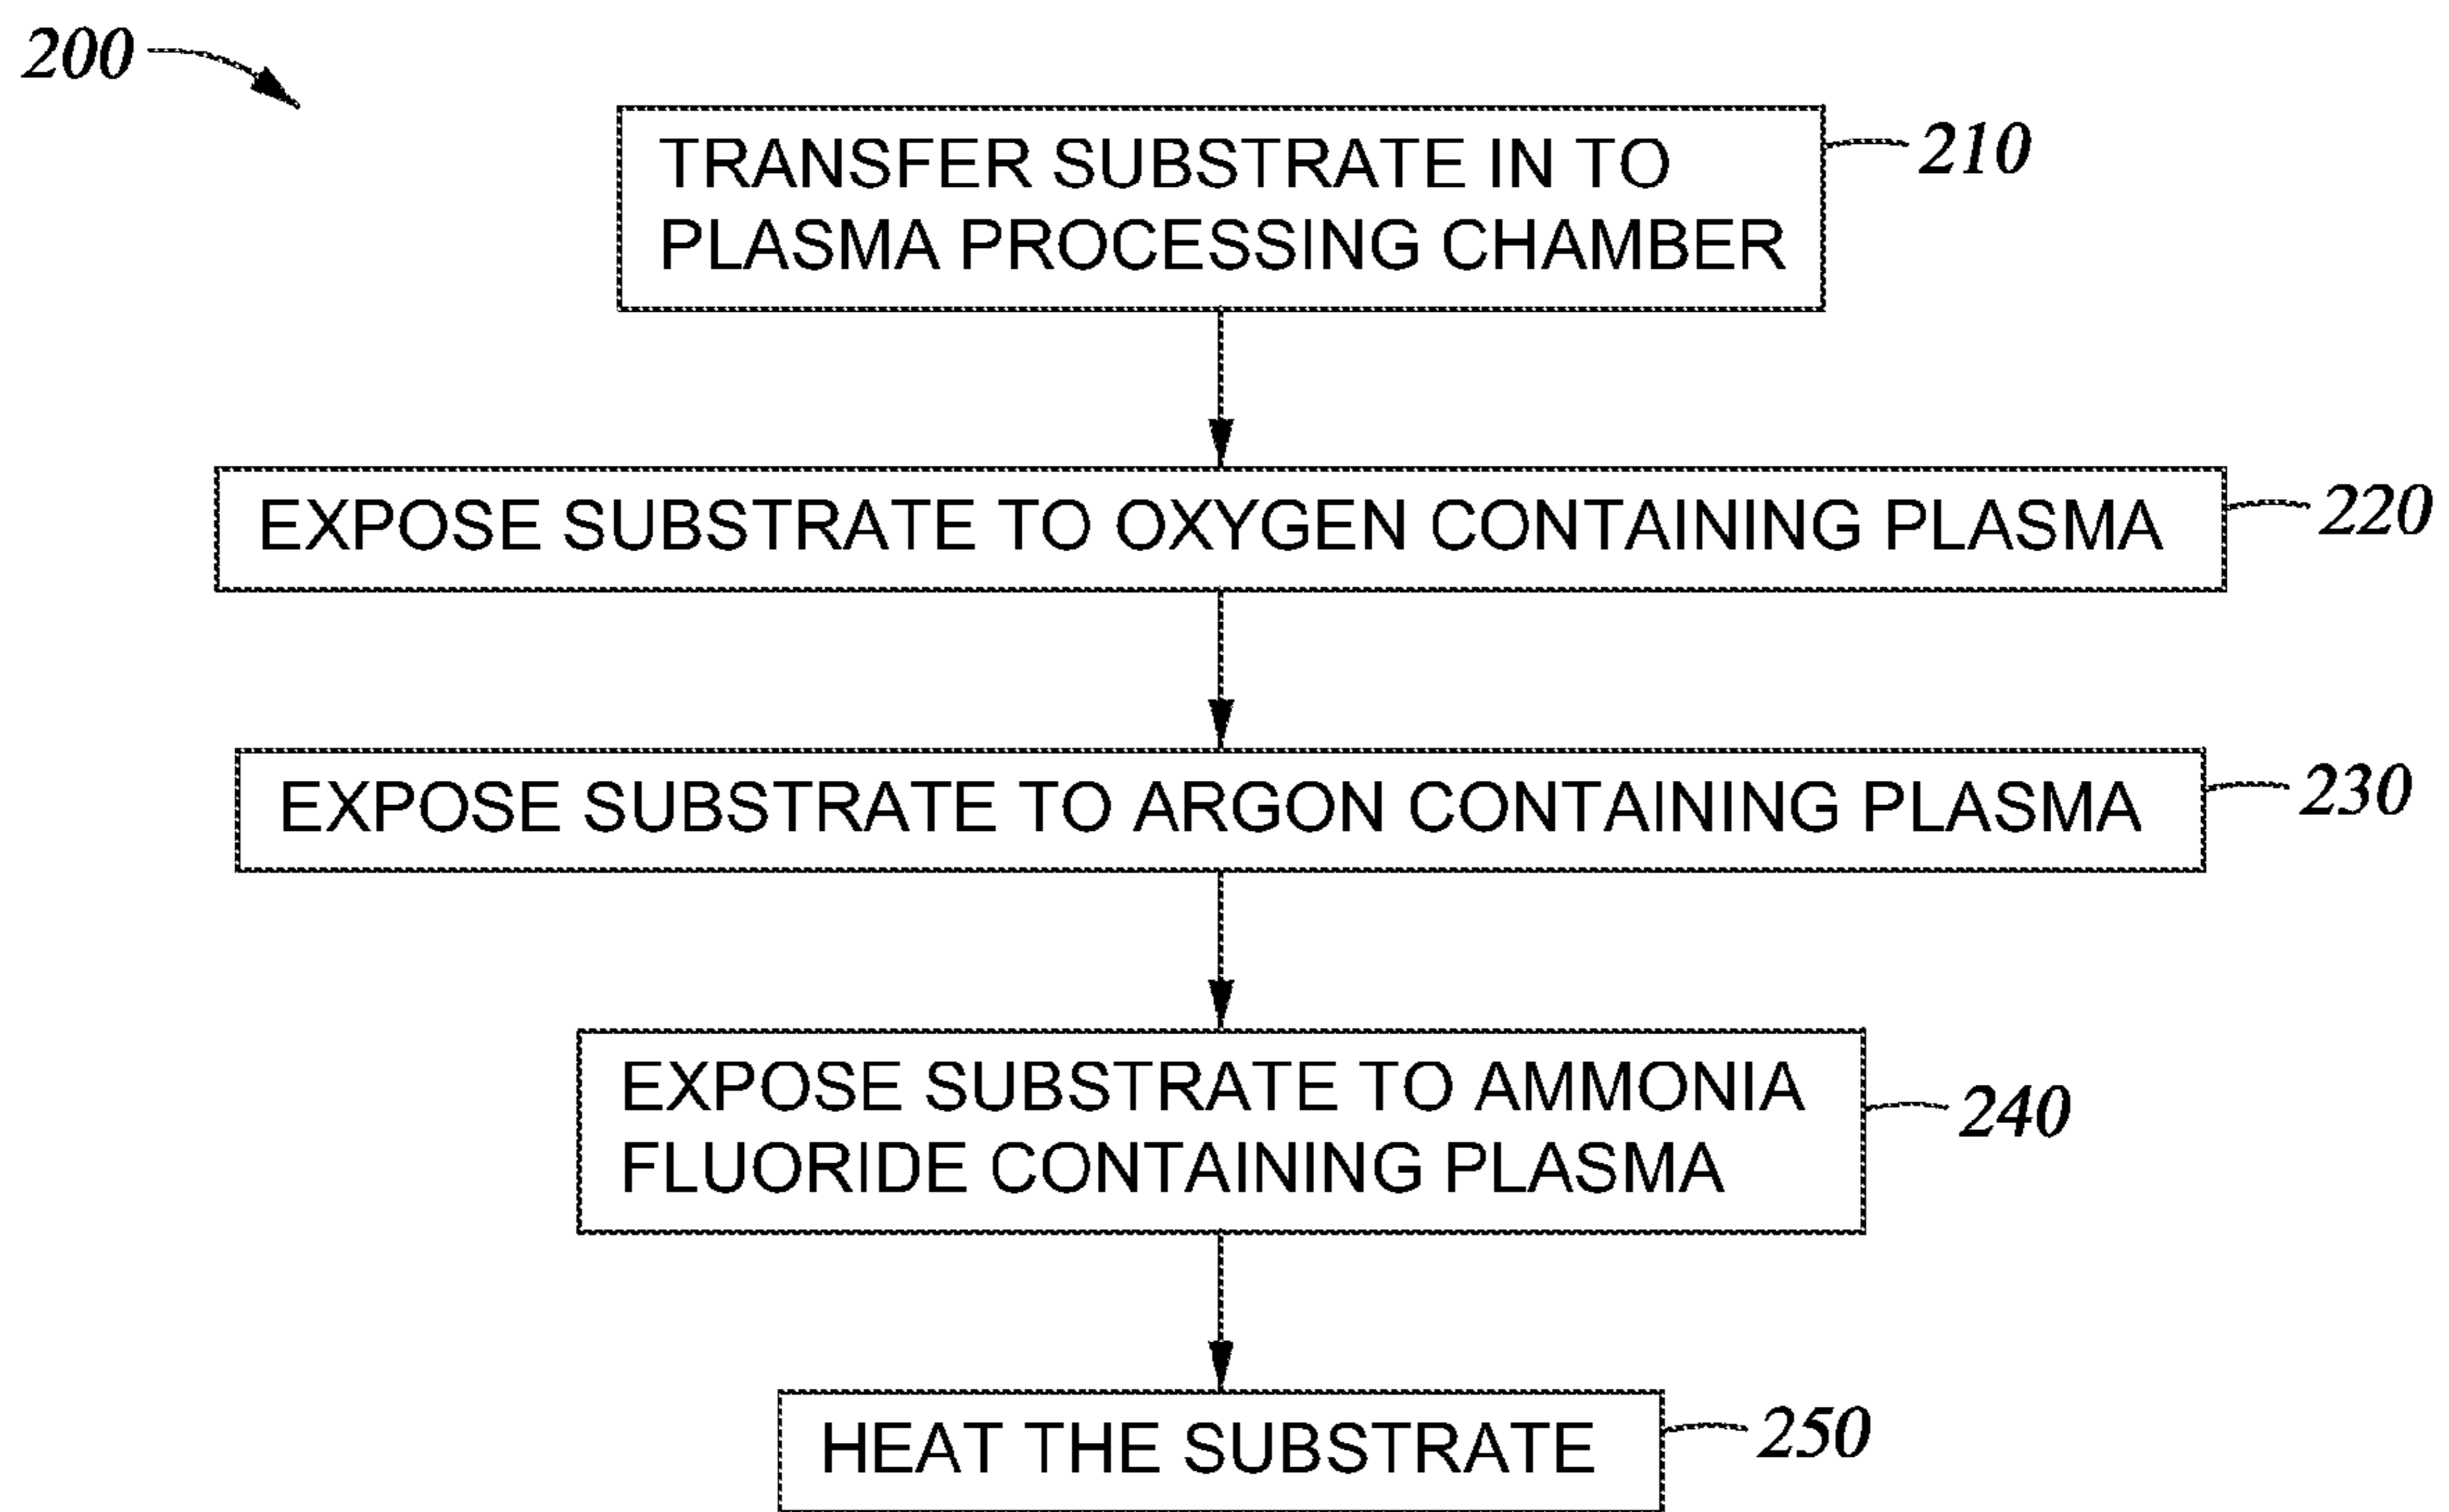 200
TRANSFER SUBSTRATE IN TO
PLASMA PROCESSING CHAMBER
210
EXPOSE SUBSTRATE TO OXYGEN CONTAINING PLASMA
220
EXPOSE SUBSTRATE TO ARGON CONTAINING PLASMA
230
EXPOSE SUBSTRATE TO AMMONIA
FLUORIDE CONTAINING PLASMA
240
HEAT THE SUBSTRATE
250